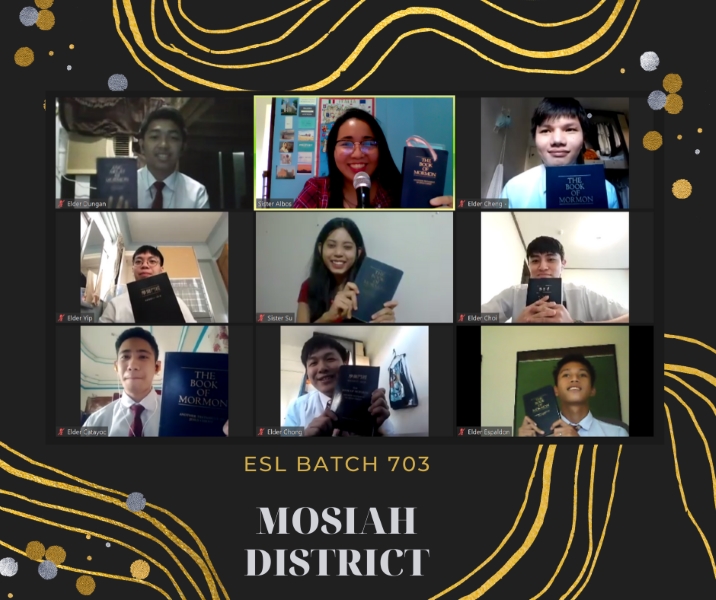 THE
BOOK
OF
MORMON
THE
BOOK
OF
MORMON
Elder Dungan
Sister Albos
Elder Cheng
Elder Yip
Sister Su
Elder Choi
THE
BOOK
OF
MORMON
Elder Catayoc
Elder Chong
Elder Espaldon
ESL BATCH 703
MOSIAH
DISTRICT